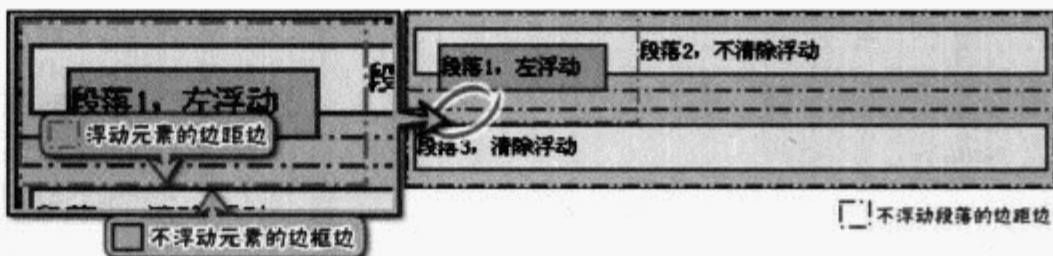 段落1，左浮动
段
浮动元素的边距边
不浮动元素的边框边
段落1，左浮动
段落2，不清除浮动
段落3，清除浮动
不浮动段落的边距边